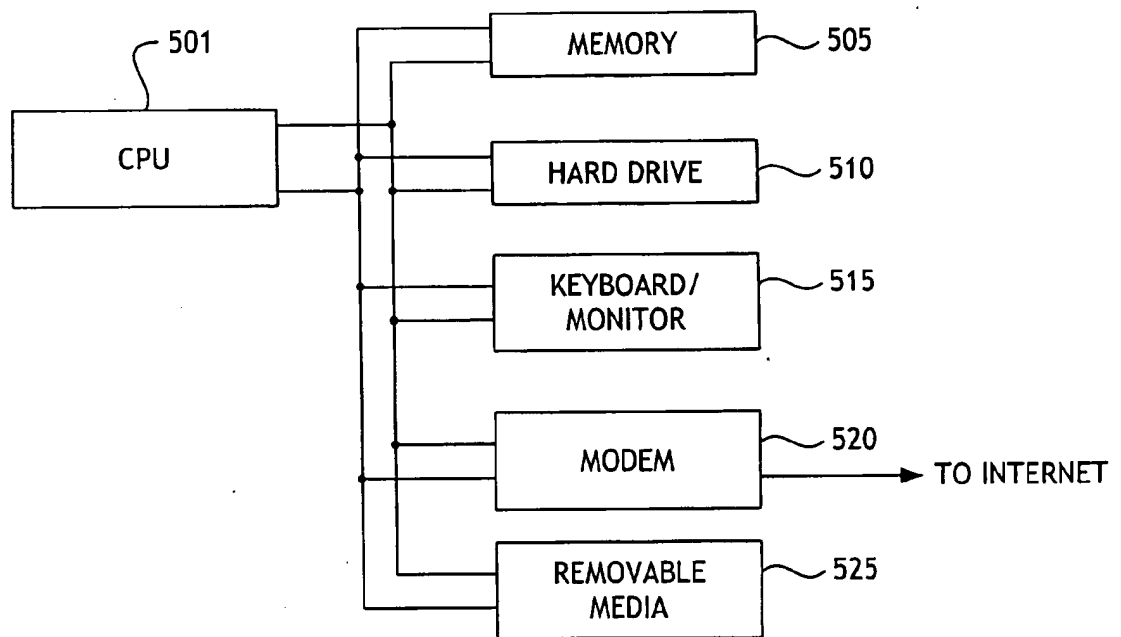 501
CPU
MEMORY
505
HARD DRIVE
510
KEYBOARD/
MONITOR
515
MODEM
520
TO INTERNET
REMOVABLE
MEDIA
525